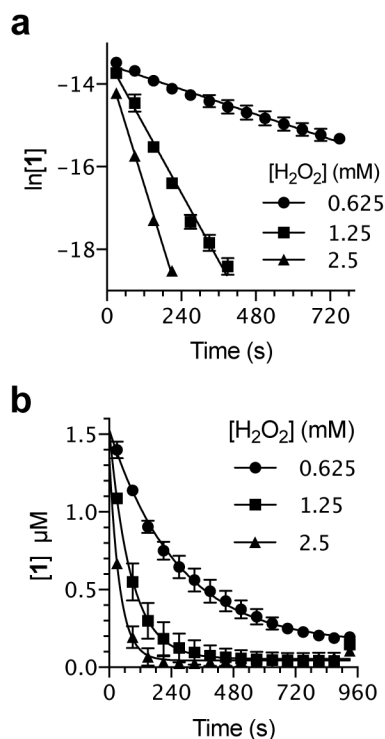 a
ln[1]
-14
-16
-18
[H₂O₂] (mM)
0.625
1.25
2.5
0 240 480 720
Time (s)
b
[1] μM
1.5
1.0
0.5
0.0
[H₂O₂] (mM)
0.625
1.25
2.5
0 240 480 720 960
Time (s)